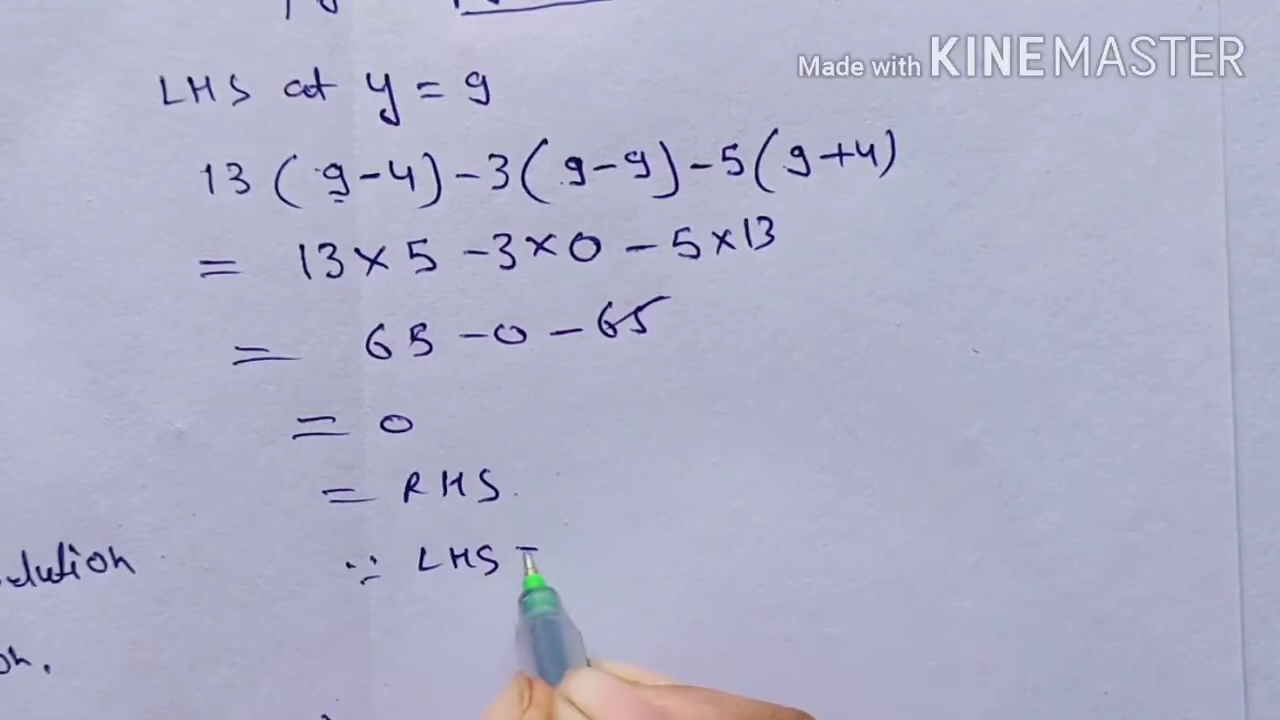 Made with KINEMASTER
LHS at y = 9
13 ( 9 - 4 ) - 3 ( 9 - 9 ) - 5 ( 9 + 4 )
= 13 × 5 - 3 × 0 - 5 × 13
= 65 - 0 - 65
= 0
= RHS
∵ LHS =